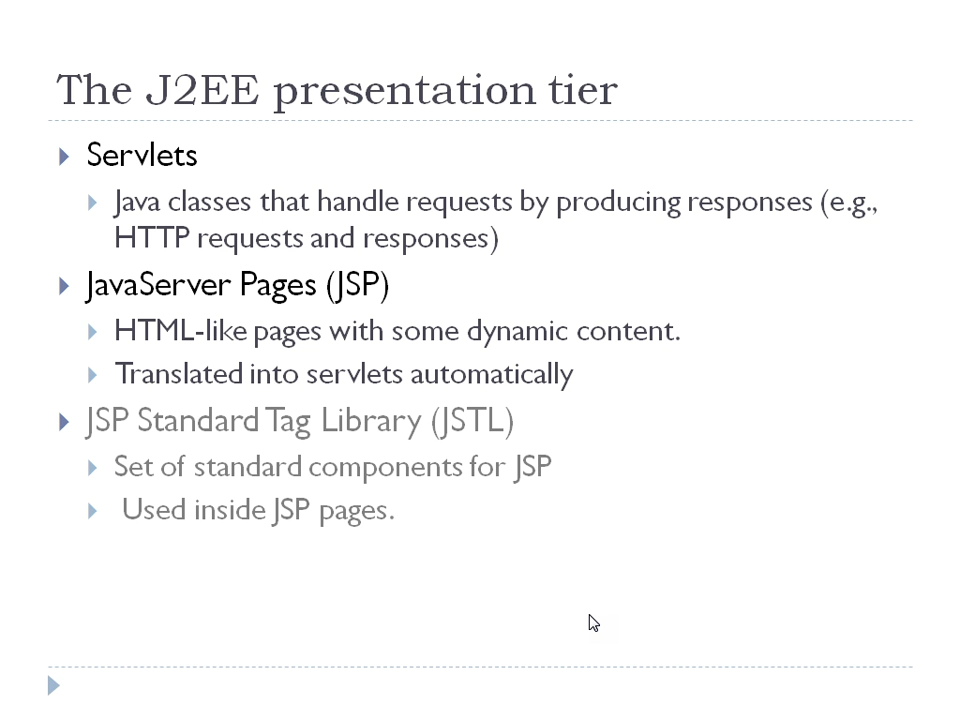 The J2EE presentation tier
Servlets
Java classes that handle requests by producing responses (e.g.,
HTTP requests and responses)
JavaServer Pages (JSP)
HTML-like pages with some dynamic content.
Translated into servlets automatically
JSP Standard Tag Library (JSTL)
Set of standard components for JSP
Used inside JSP pages.